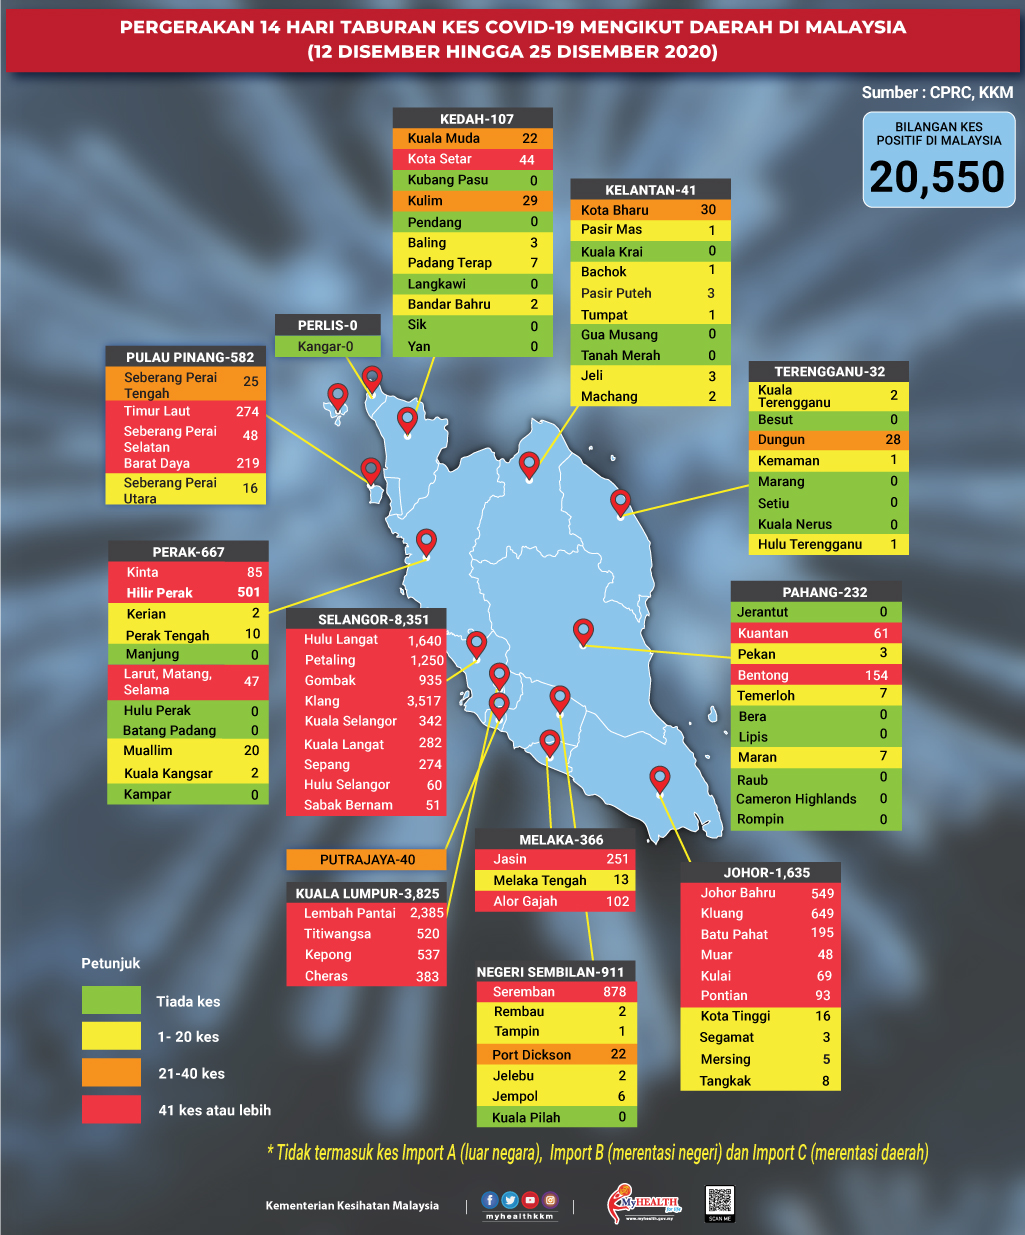 PERGERAKAN 14 HARI TABURAN KES COVID-19 MENGIKUT DAERAH DI MALAYSIA
(12 DISEMBER HINGGA 25 DISEMBER 2020)
Sumber : CPRC, KKM
BILANGAN KES
POSITIF DI MALAYSIA
20,550
KEDAH-107
Kuala Muda 22
Kota Setar 44
Kubang Pasu 0
Kulim 29
Pendang 0
Baling 3
Padang Terap 7
Langkawi 0
Bandar Bahru 2
Sik 0
Yan 0
KELANTAN-41
Kota Bharu 30
Pasir Mas 1
Kuala Krai 0
Bachok 1
Pasir Puteh 3
Tumpat 1
Gua Musang 0
Tanah Merah 0
Jeli 3
Machang 2
PERLIS-0
Kangar-0
PULAU PINANG-582
Seberang Perai
Tengah 25
Timur Laut 274
Seberang Perai
Selatan 48
Barat Daya 219
Seberang Perai
Utara 16
TERENGGANU-32
Kuala
Terengganu 2
Besut 0
Dungun 28
Kemaman 1
Marang 0
Setiu 0
Kuala Nerus 0
Hulu Terengganu 1
PERAK-667
Kinta 85
Hilir Perak 501
Kerian 2
Perak Tengah 10
Manjung 0
Larut, Matang,
Selama 47
Hulu Perak 0
Batang Padang 0
Muallim 20
Kuala Kangsar 2
Kampar 0
SELANGOR-8,351
Hulu Langat 1,640
Petaling 1,250
Gombak 935
Klang 3,517
Kuala Selangor 342
Kuala Langat 282
Sepang 274
Hulu Selangor 60
Sabak Bernam 51
PAHANG-232
Jerantut 0
Kuantan 61
Pekan 3
Bentong 154
Temerloh 7
Bera 0
Lipis 0
Maran 7
Raub 0
Cameron Highlands 0
Rompin 0
PUTRAJAYA-40
KUALA LUMPUR-3,825
Lembah Pantai 2,385
Titiwangsa 520
Kepong 537
Cheras 383
MELAKA-366
Jasin 251
Melaka Tengah 13
Alor Gajah 102
JOHOR-1,635
Johor Bahru 549
Kluang 649
Batu Pahat 195
Muar 48
Kulai 69
Pontian 93
Kota Tinggi 16
Segamat 3
Mersing 5
Tangkak 8
NEGERI SEMBILAN-911
Seremban 878
Rembau 2
Tampin 1
Port Dickson 22
Jelebu 2
Jempol 6
Kuala Pilah 0
Petunjuk
Tiada kes
1- 20 kes
21-40 kes
41 kes atau lebih
* Tidak termasuk kes Import A (luar negara), Import B (merentasi negeri) dan Import C (merentasi daerah)
Kementerian Kesihatan Malaysia
myhealthkkm
MyHEALTH
for life
www.myhealth.gov.my
SCAN ME